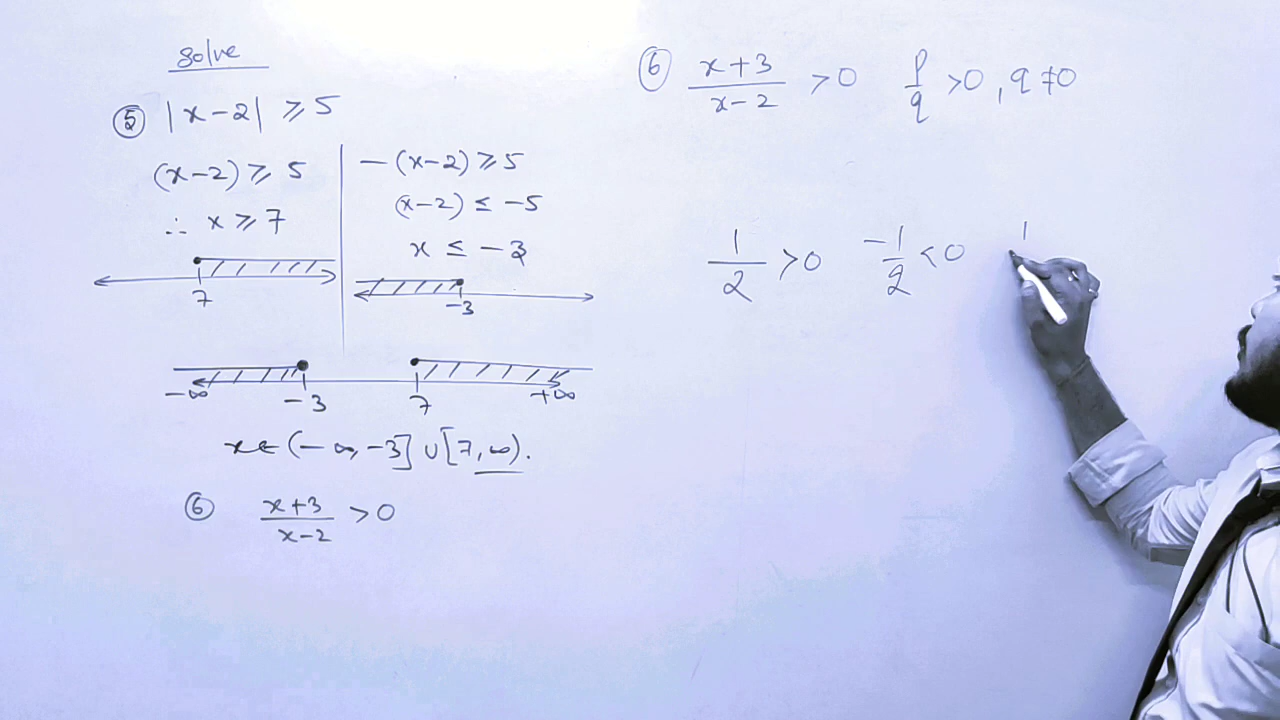 solve
⑤ |x-2| ⩾ 5
(x-2) ⩾ 5
∴ x ⩾ 7
7
-(x-2) ⩾ 5
(x-2) ≤ -5
x ≤ -3
-3
-∞ -3 7 +∞
x ∈ (-∞, -3] ∪ [7, ∞).
⑥ x+3 / x-2 > 0
⑥ x+3 / x-2 > 0 p / q > 0, q ≠ 0
1 / 2 > 0 -1 / 2 < 0 1